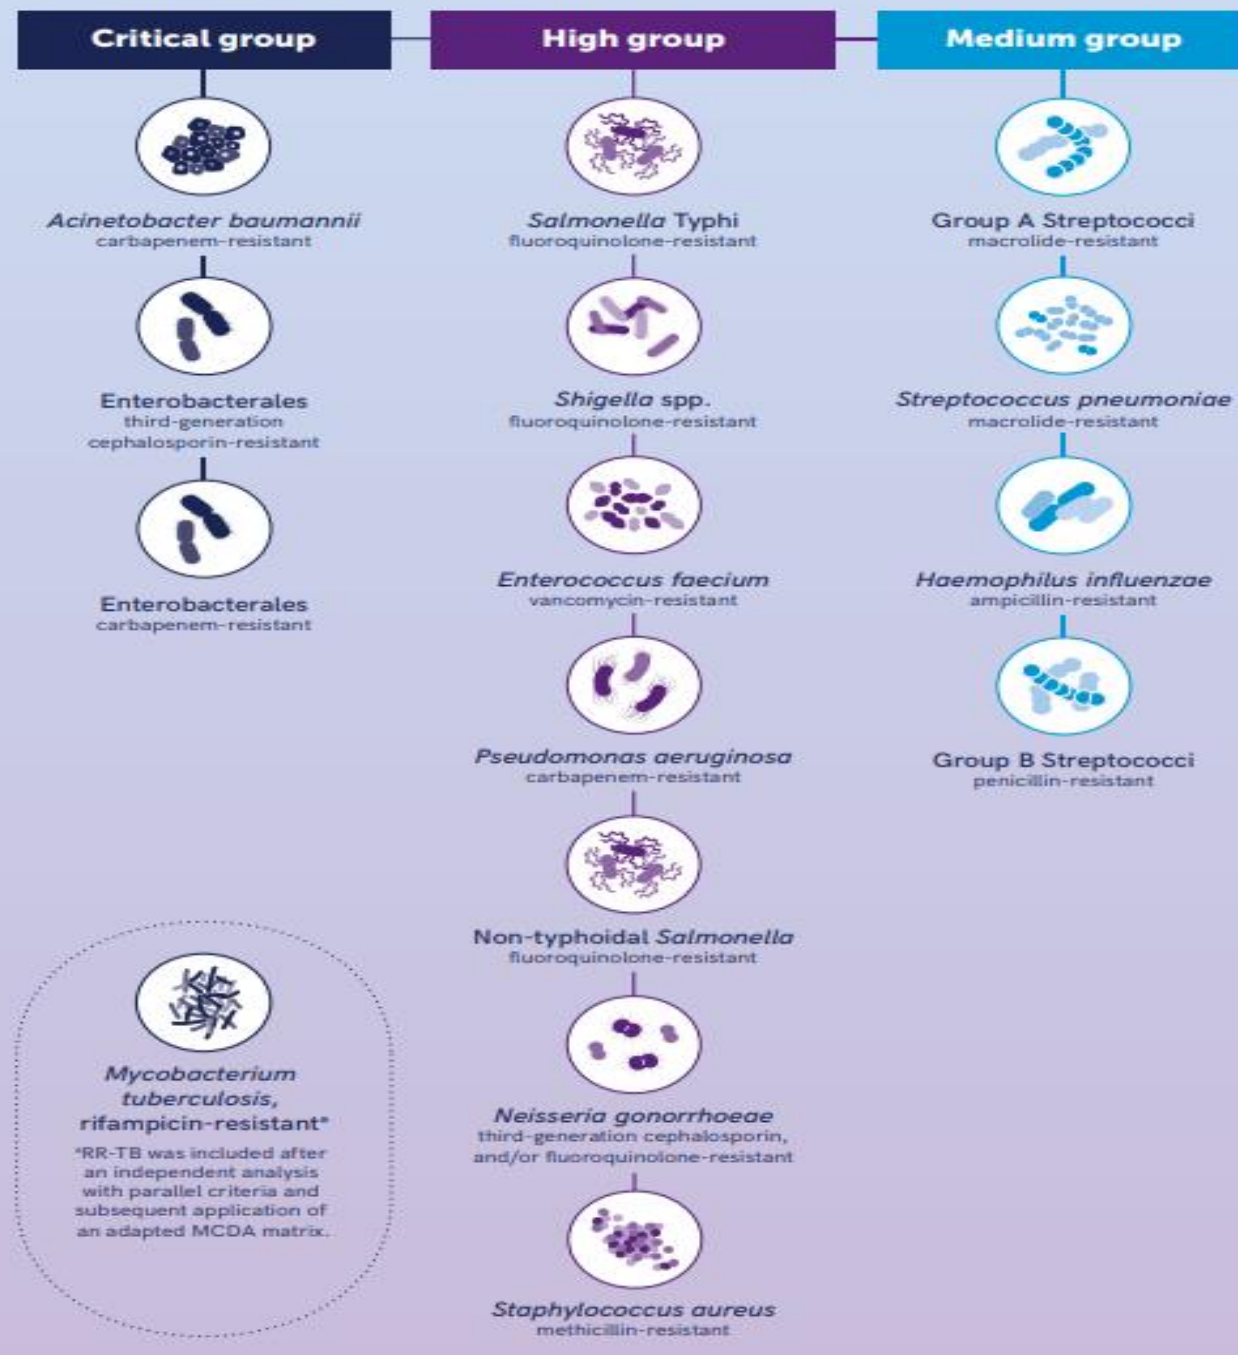 Critical group
Acinetobacter baumannii
carbapenem-resistant
Enterobacterales
third-generation
cephalosporin-resistant
Enterobacterales
carbapenem-resistant
Mycobacterium
tuberculosis,
rifampicin-resistant*
*RR-TB was included after
an independent analysis
with parallel criteria and
subsequent application of
an adapted MCDA matrix.
High group
Salmonella Typhi
fluoroquinolone-resistant
Shigella spp.
fluoroquinolone-resistant
Enterococcus faecium
vancomycin-resistant
Pseudomonas aeruginosa
carbapenem-resistant
Non-typhoidal Salmonella
fluoroquinolone-resistant
Neisseria gonorrhoeae
third-generation cephalosporin,
and/or fluoroquinolone-resistant
Staphylococcus aureus
methicillin-resistant
Medium group
Group A Streptococci
macrolide-resistant
Streptococcus pneumoniae
macrolide-resistant
Haemophilus influenzae
ampicillin-resistant
Group B Streptococci
penicillin-resistant